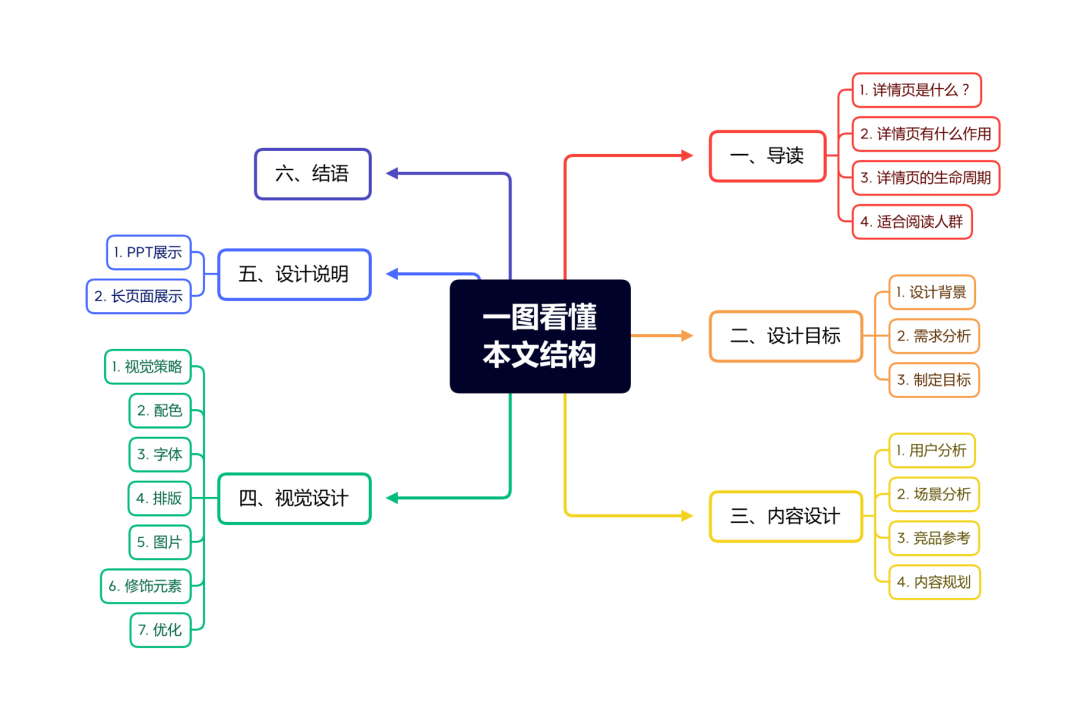 一图看懂
本文结构
一、导读
1. 详情页是什么？
2. 详情页有什么作用
3. 详情页的生命周期
4. 适合阅读人群
二、设计目标
1. 设计背景
2. 需求分析
3. 制定目标
三、内容设计
1. 用户分析
2. 场景分析
3. 竞品参考
4. 内容规划
四、视觉设计
1. 视觉策略
2. 配色
3. 字体
4. 排版
5. 图片
6. 修饰元素
7. 优化
五、设计说明
1. PPT展示
2. 长页面展示
六、结语